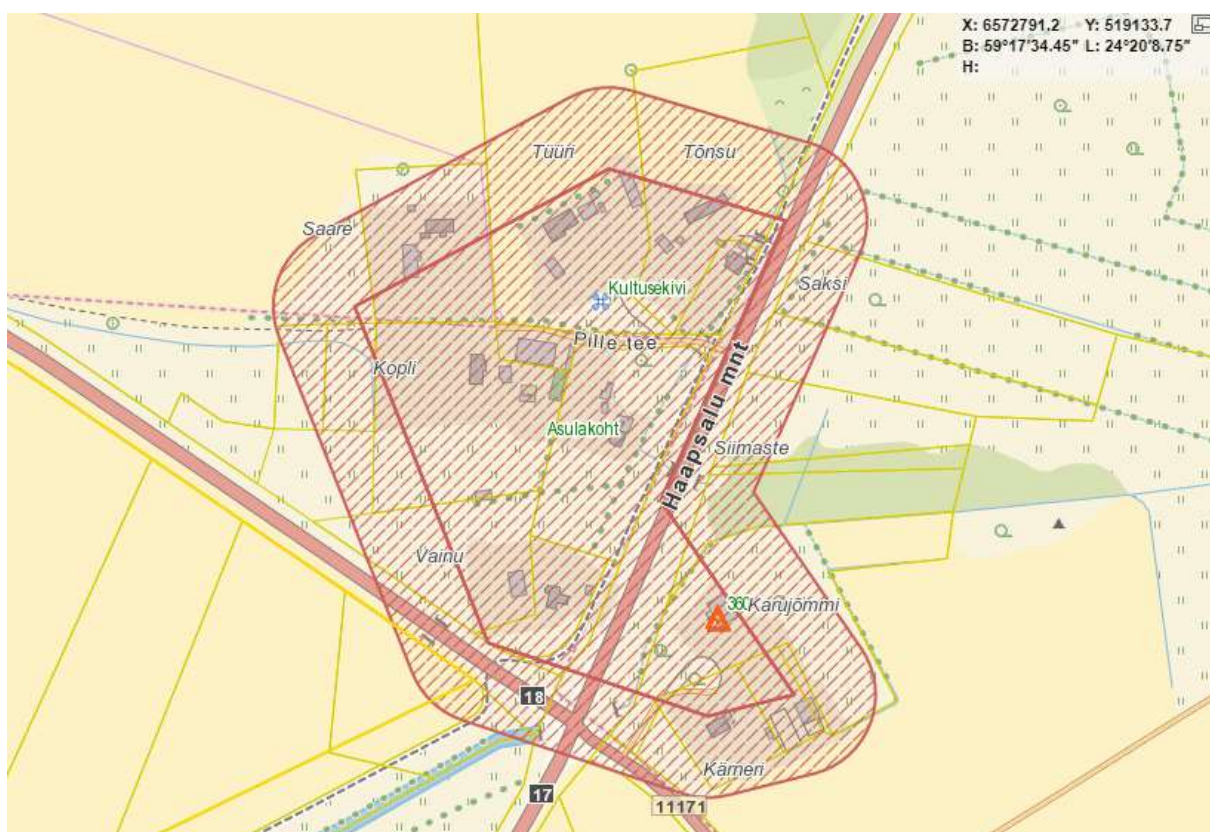 X: 6572791,2 Y: 519133.7
B: 59°17'34.45" L: 24°20'8.75"
H:
Tüüri
Tõnsu
Saare
Saksi
Kultusekivi
Pille tee
Kopli
Haapsalu mnt
Asulakoht
Siimaste
Vainu
360
Karujõmmi
18
Kärneri
17
11171